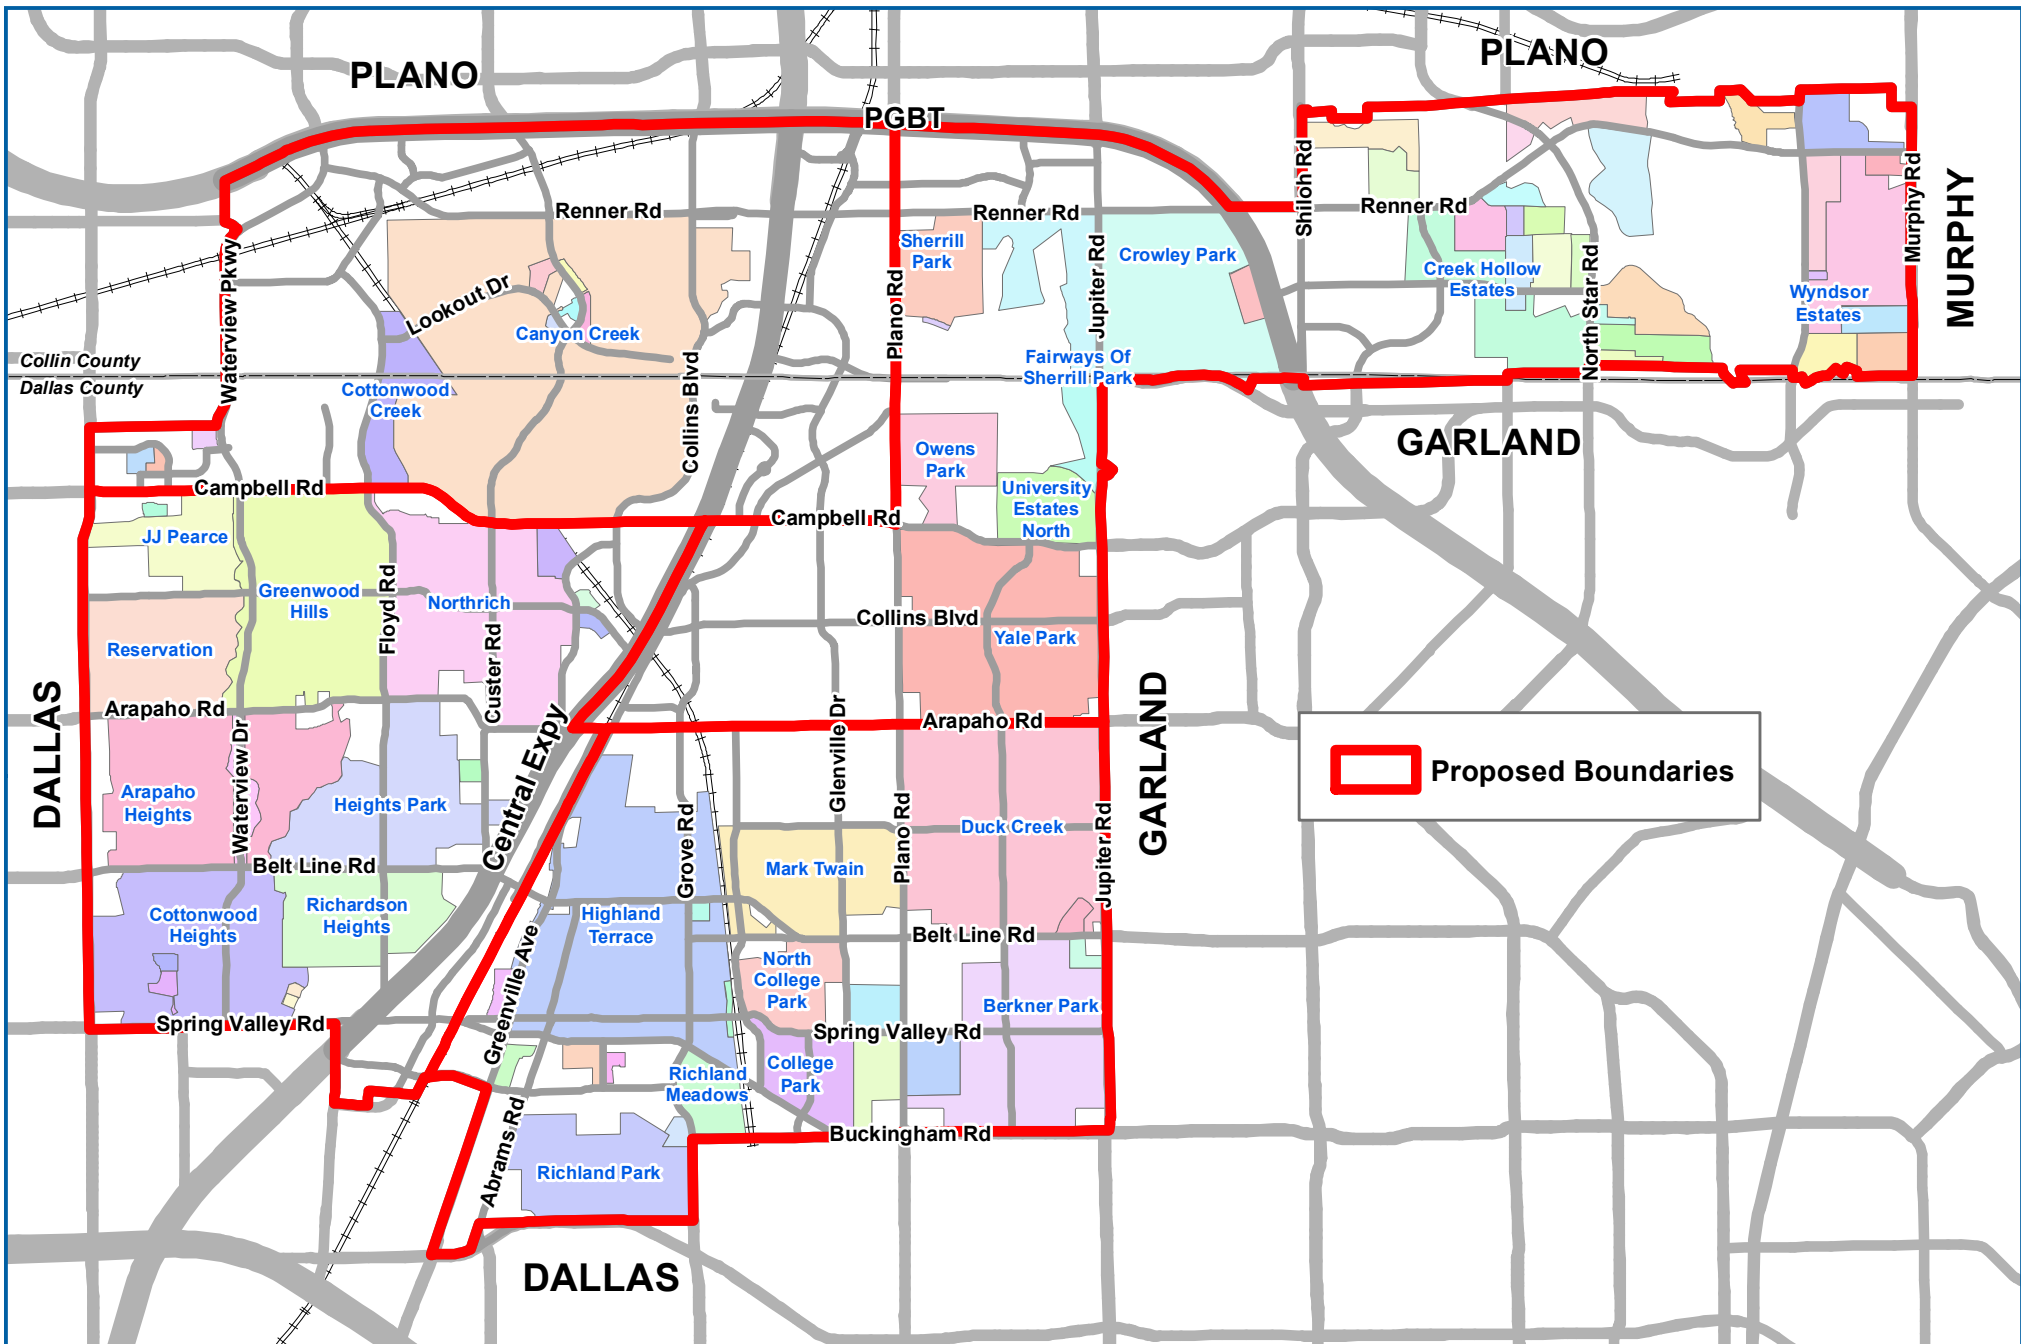 PLANO
PLANO
PGBT
Shiloh Rd
Murphy Rd
MURPHY
Renner Rd
Renner Rd
Renner Rd
Sherrill
Park
Jupiter Rd
Crowley Park
Waterview Pkwy
Lookout Dr
Canyon Creek
Plano Rd
Creek Hollow
Estates
North Star Rd
Wyndsor
Estates
Collin County
Dallas County
Fairways Of
Sherrill Park
Cottonwood
Creek
Collins Blvd
GARLAND
Owens
Park
Campbell Rd
University
Estates
North
Campbell Rd
JJ Pearce
Greenwood
Hills
Floyd Rd
Northrich
Custer Rd
Collins Blvd
Yale Park
Reservation
DALLAS
Arapaho Rd
Waterview Dr
Central Expy
Glenville Dr
Arapaho Rd
GARLAND
Proposed Boundaries
Arapaho
Heights
Heights Park
Grove Rd
Plano Rd
Duck Creek
Jupiter Rd
Belt Line Rd
Mark Twain
Cottonwood
Heights
Richardson
Heights
Highland
Terrace
Greenville Ave
Belt Line Rd
North
College
Park
Berkner Park
Spring Valley Rd
Spring Valley Rd
College
Park
Richland
Meadows
Abrams Rd
Buckingham Rd
Richland Park
DALLAS